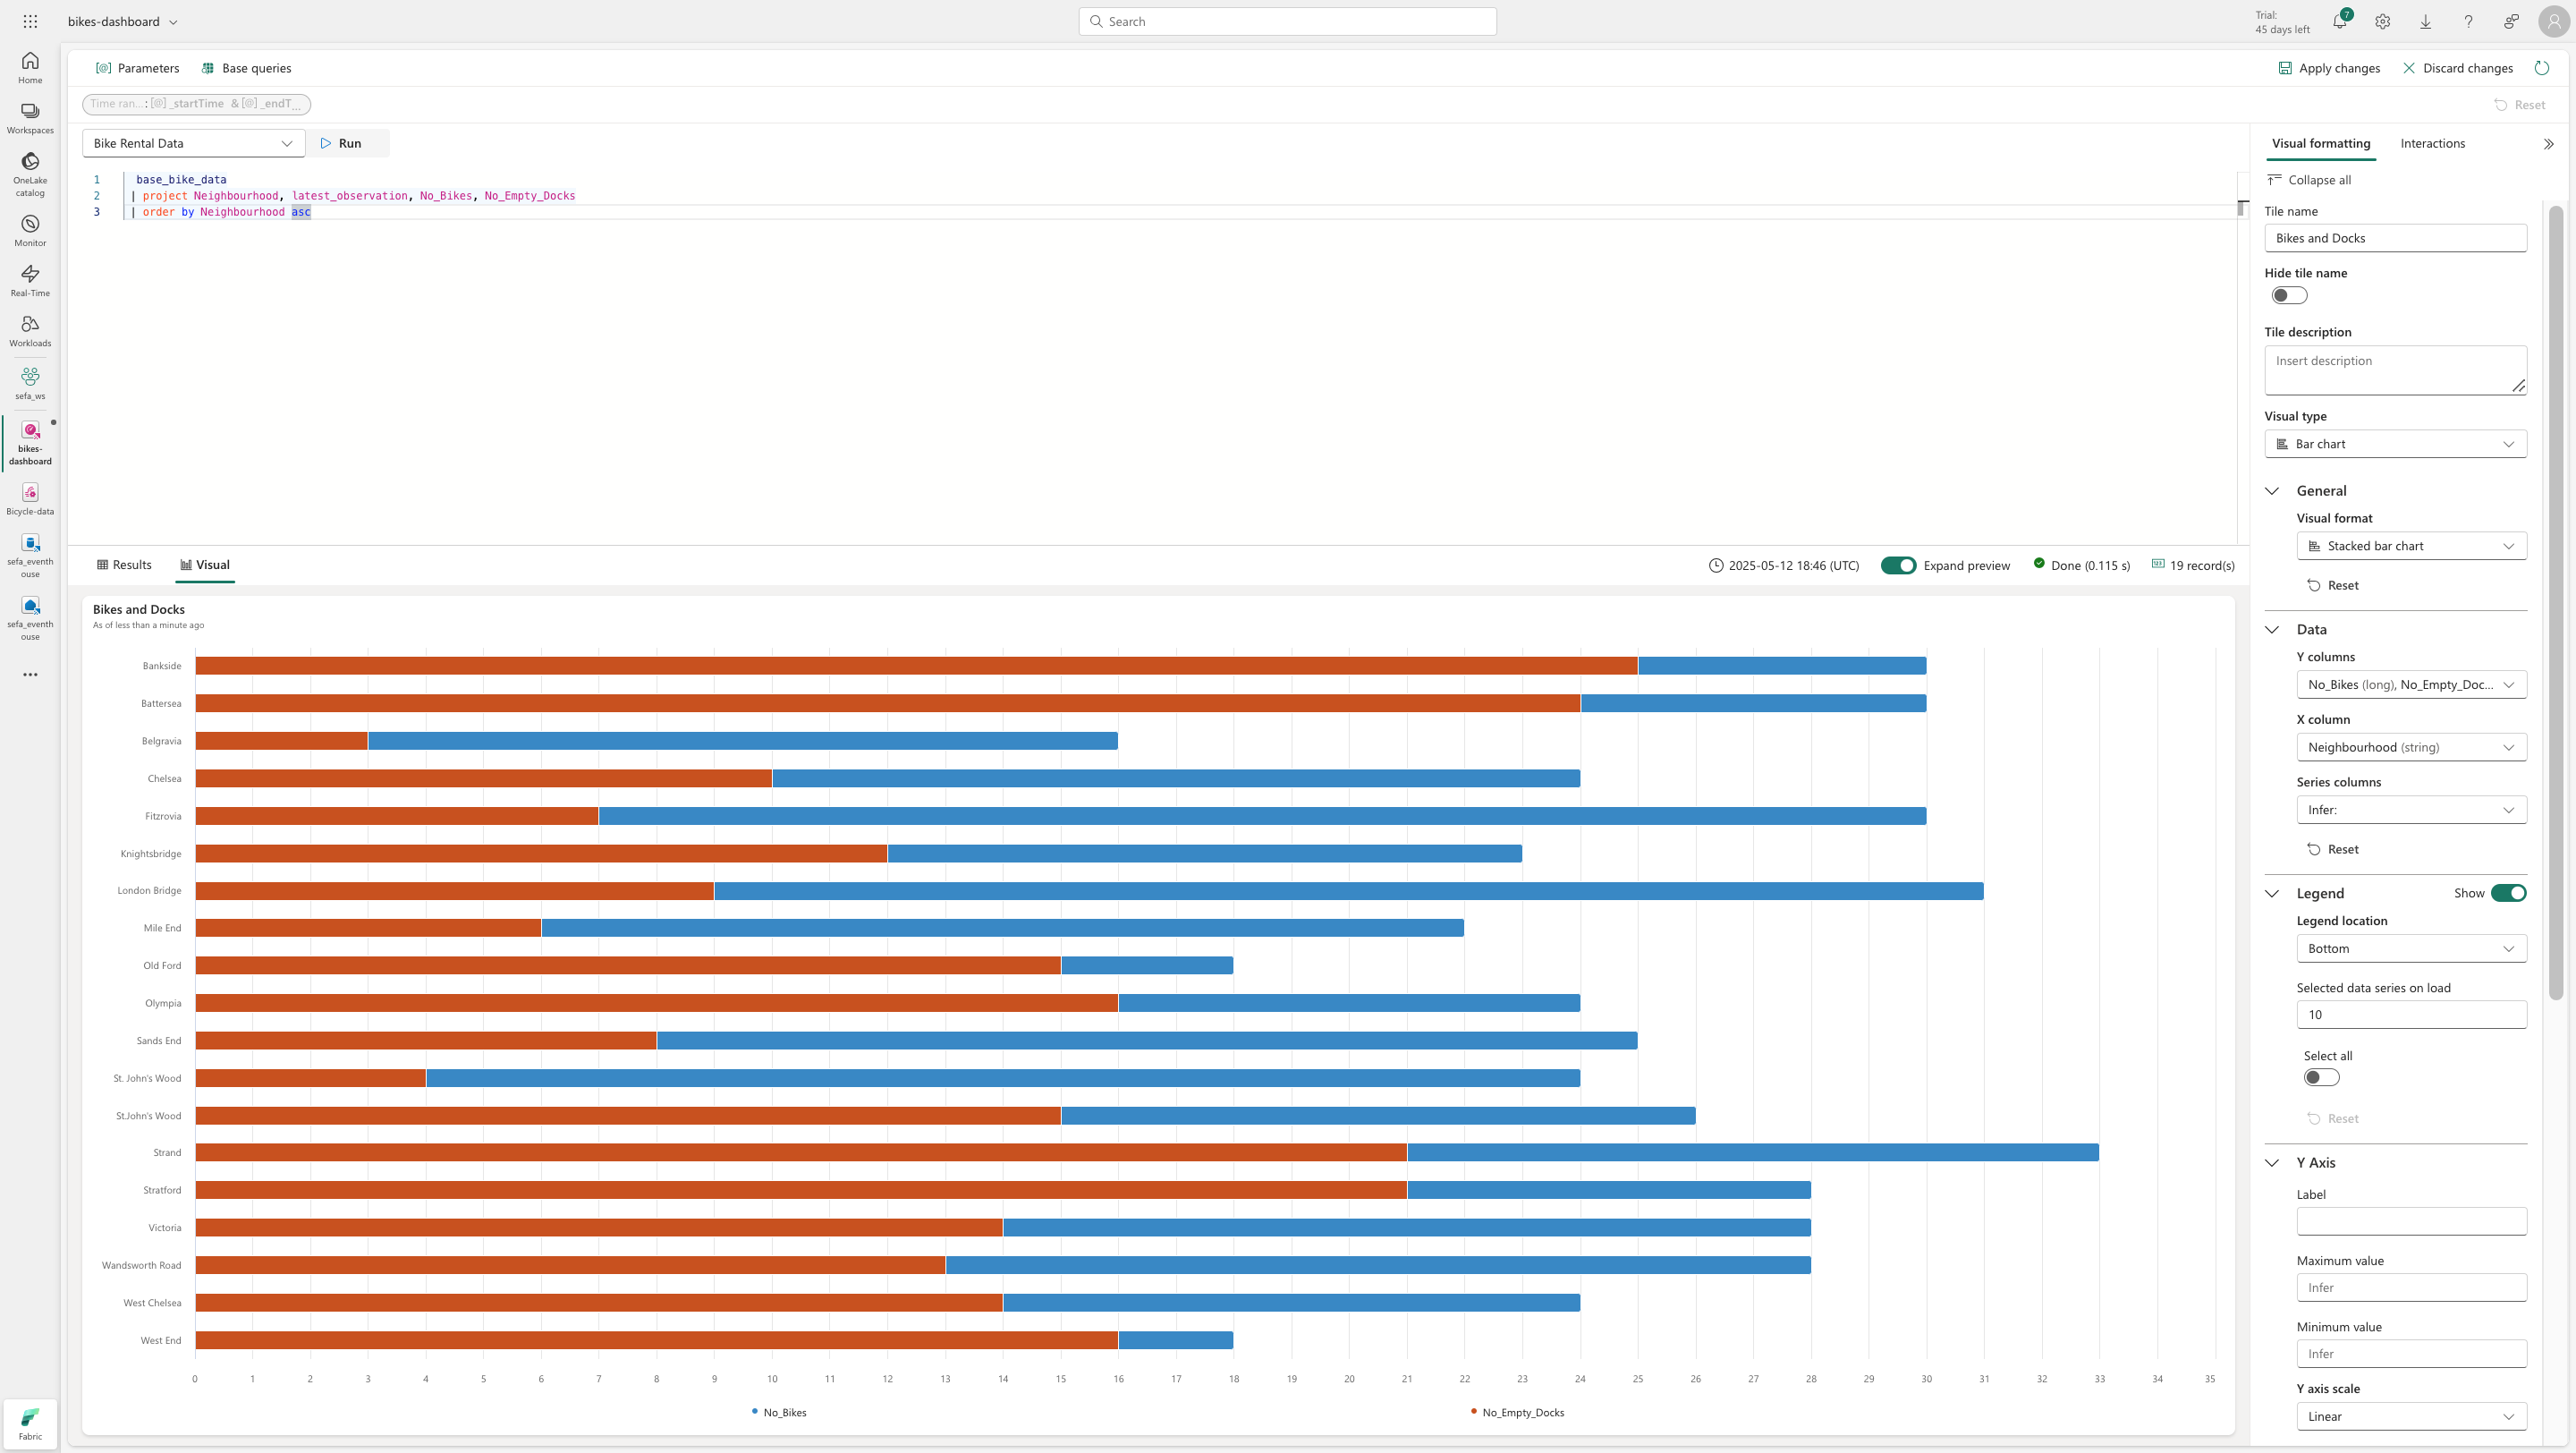 bikes-dashboard
Search
Trial:
45 days left
7
Home
Workspaces
OneLake
catalog
Monitor
Real-Time
Workloads
sefa_ws
bikes-
dashboard
Bicycle-data
sefa_eventh
ouse
sefa_eventh
ouse
Fabric
Parameters
Base queries
Apply changes
Discard changes
Time ran... : [@] _startTime & [@] _endT...
Reset
Bike Rental Data
Run
1 base_bike_data
2 | project Neighbourhood, latest_observation, No_Bikes, No_Empty_Docks
3 | order by Neighbourhood asc
Results
Visual
2025-05-12 18:46 (UTC)
Expand preview
Done (0.115 s)
19 record(s)
Bikes and Docks
As of less than a minute ago
Bankside
Battersea
Belgravia
Chelsea
Fitzrovia
Knightsbridge
London Bridge
Mile End
Old Ford
Olympia
Sands End
St. John's Wood
St.John's Wood
Strand
Stratford
Victoria
Wandsworth Road
West Chelsea
West End
0 1 2 3 4 5 6 7 8 9 10 11 12 13 14 15 16 17 18 19 20 21 22 23 24 25 26 27 28 29 30 31 32 33 34 35
No_Bikes
No_Empty_Docks
Visual formatting
Interactions
Collapse all
Tile name
Bikes and Docks
Hide tile name
Tile description
Insert description
Visual type
Bar chart
General
Visual format
Stacked bar chart
Reset
Data
Y columns
No_Bikes (long), No_Empty_Doc...
X column
Neighbourhood (string)
Series columns
Infer:
Reset
Legend
Show
Legend location
Bottom
Selected data series on load
10
Select all
Reset
Y Axis
Label
Maximum value
Infer
Minimum value
Infer
Y axis scale
Linear